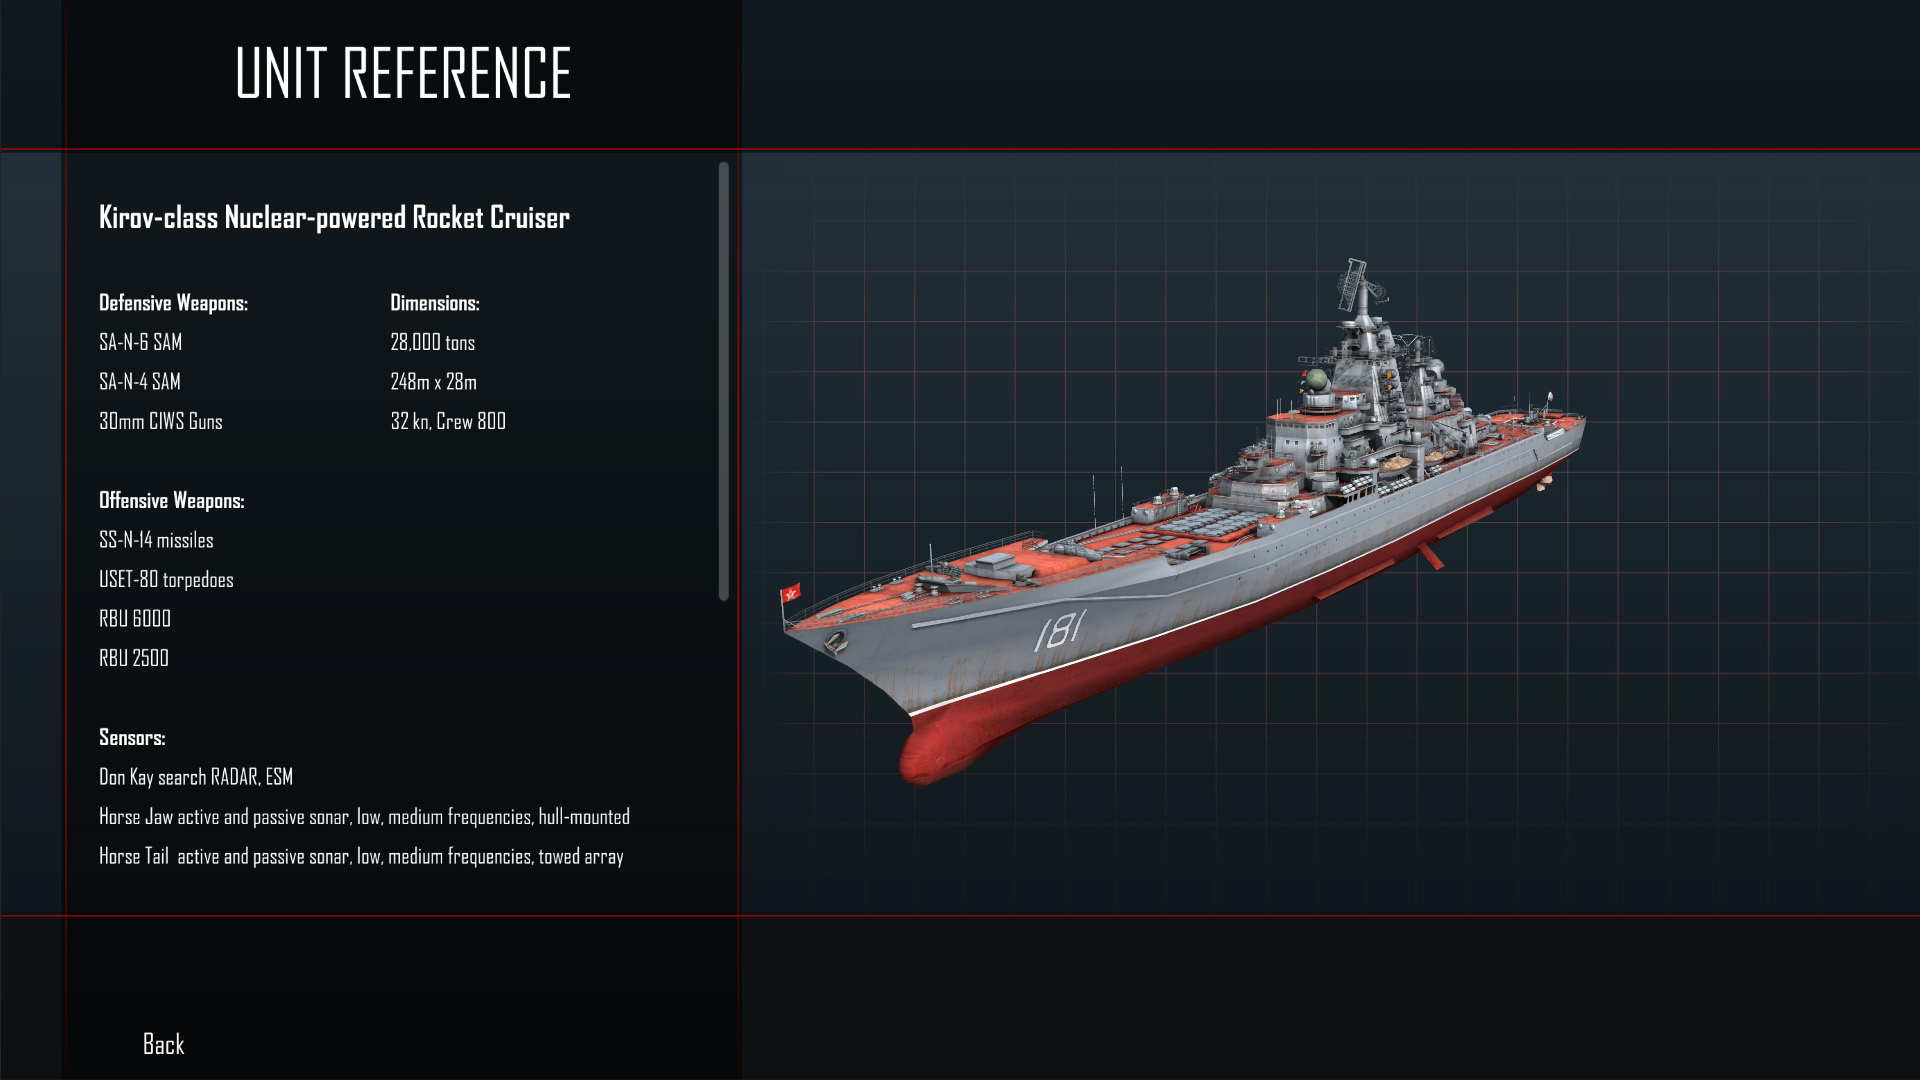 UNIT REFERENCE
Kirov-class Nuclear-powered Rocket Cruiser
Defensive Weapons:
SA-N-6 SAM
SA-N-4 SAM
30mm CIWS Guns
Dimensions:
28,000 tons
248m x 28m
32 kn, Crew 800
Offensive Weapons:
SS-N-14 missiles
USET-80 torpedoes
RBU 6000
RBU 2500
Sensors:
Don Kay search RADAR, ESM
Horse Jaw active and passive sonar, low, medium frequencies, hull-mounted
Horse Tail  active and passive sonar, low, medium frequencies, towed array
181
Back